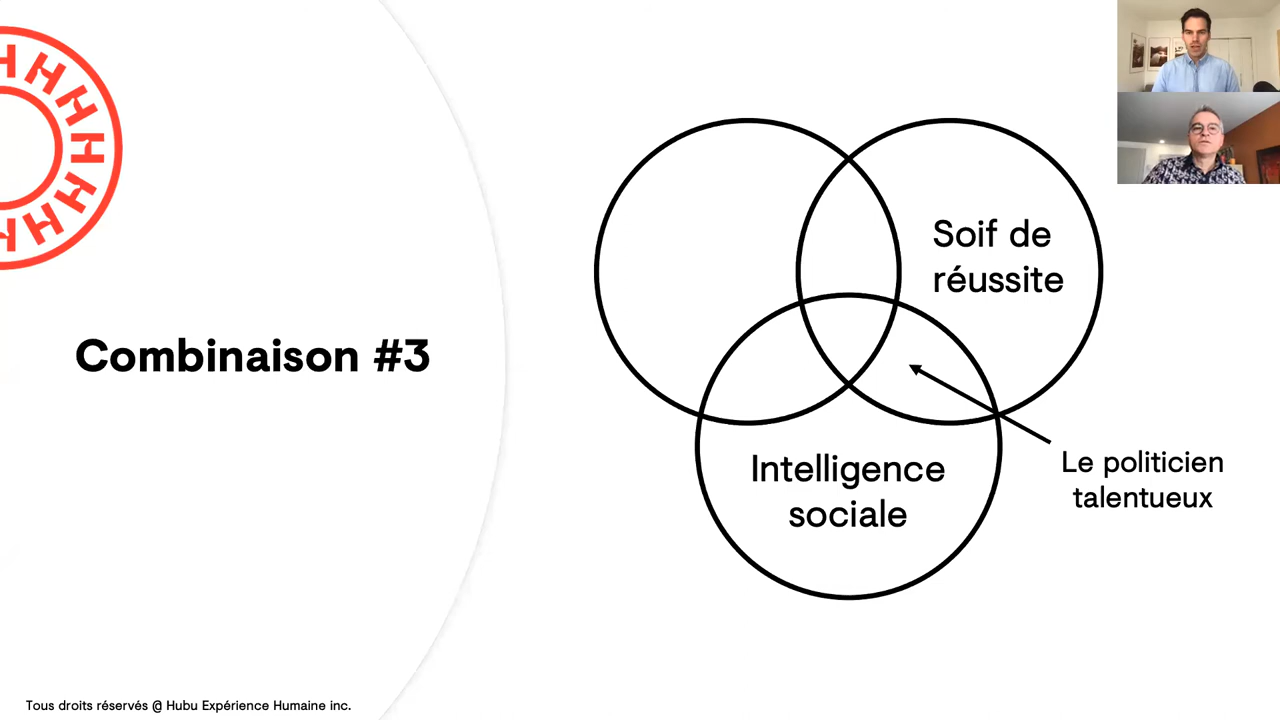 Combinaison #3
Soif de
réussite
Intelligence
sociale
Le politicien
talentueux
Tous droits réservés @ Hubu Expérience Humaine inc.